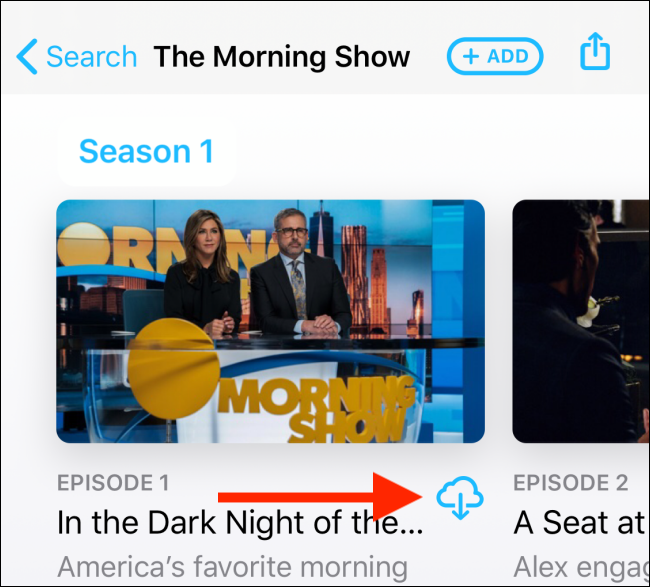 Search The Morning Show + ADD
Season 1
MORNING
MORNING
SHOW
EPISODE 1
In the Dark Night of the...
America's favorite morning
EPISODE 2
A Seat at
Alex engag